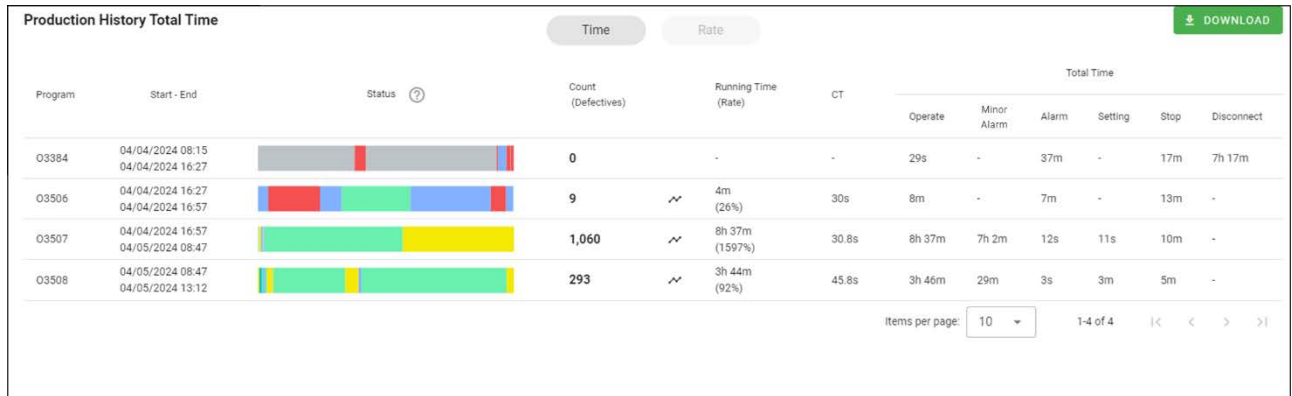 Production History Total Time
Time Rate
DOWNLOAD
Program Start - End Status ? Count (Defectives) Running Time (Rate) CT Total Time
Operate Minor Alarm Alarm Setting Stop Disconnect
O3384 04/04/2024 08:15 0 - - 29s - 37m - 17m 7h 17m
04/04/2024 16:27
O3506 04/04/2024 16:27 9 4m 30s 8m - 7m - 13m -
04/04/2024 16:57 (26%)
O3507 04/04/2024 16:57 1,060 8h 37m 30.8s 8h 37m 7h 2m 12s 11s 10m -
04/05/2024 08:47 (1597%)
O3508 04/05/2024 08:47 293 3h 44m 45.8s 3h 46m 29m 3s 3m 5m -
04/05/2024 13:12 (92%)
Items per page: 10 1-4 of 4 |< < > >|